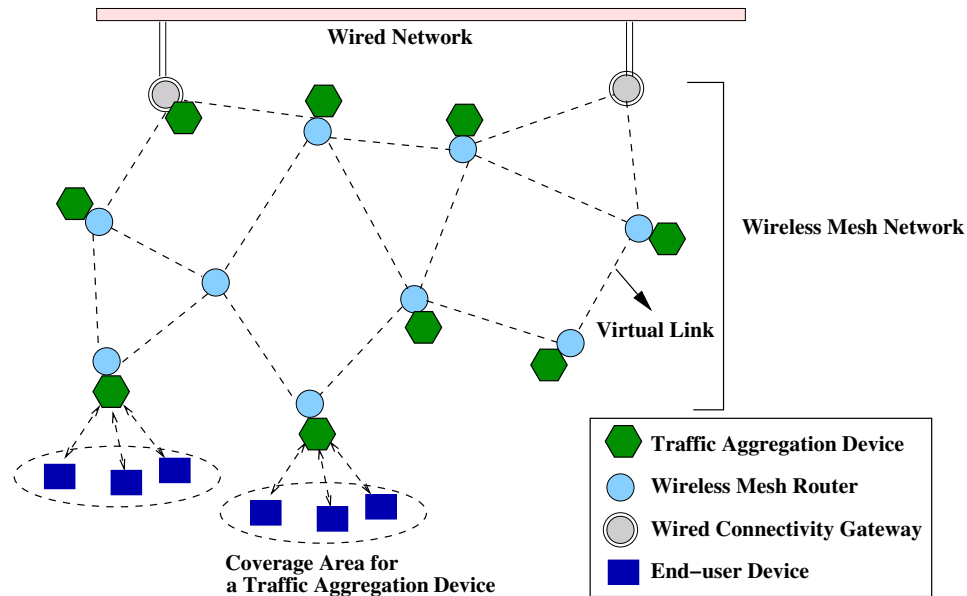 Wired Network
Wireless Mesh Network
Virtual Link
Traffic Aggregation Device
Wireless Mesh Router
Wired Connectivity Gateway
End−user Device
Coverage Area for
a Traffic Aggregation Device